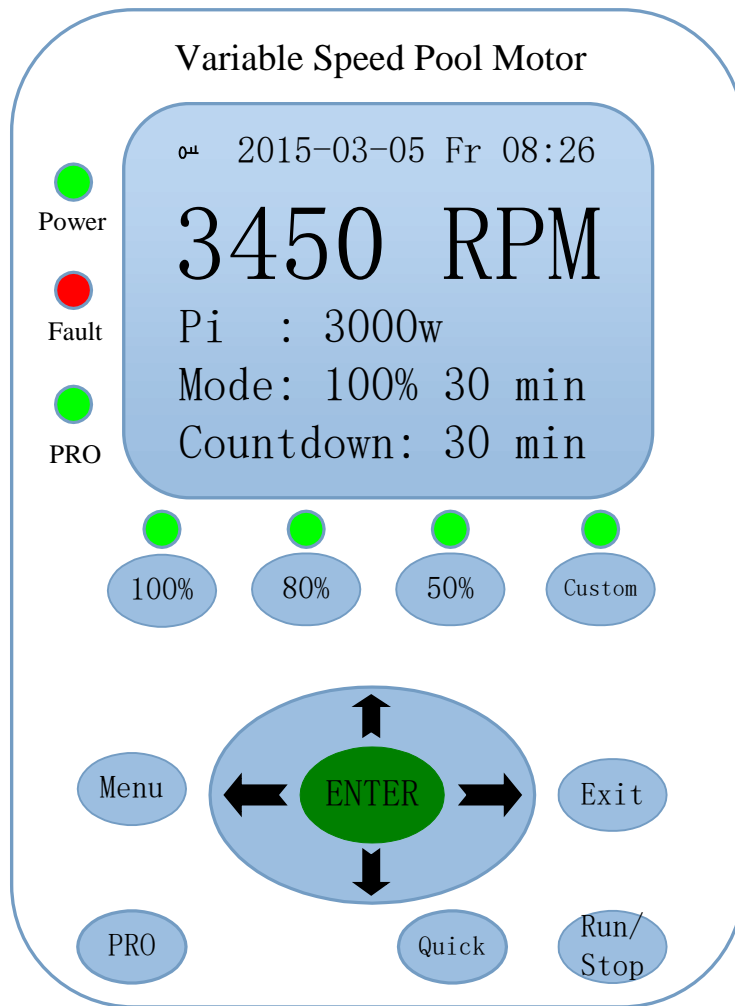 Variable Speed Pool Motor
2015-03-05 Fr 08:26
Power
3450 RPM
Fault
Pi : 3000w
Mode: 100% 30 min
PRO
Countdown: 30 min
100% 80% 50% Custom
Menu ENTER Exit
PRO Quick Run/
Stop